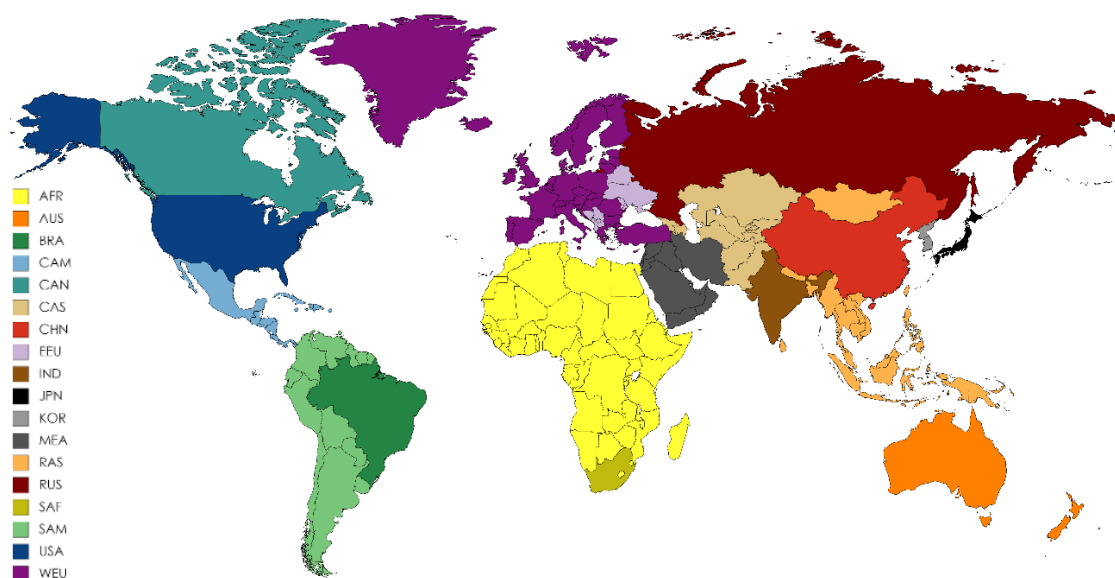 AFR
AUS
BRA
CAM
CAN
CAS
CHN
EEU
IND
JPN
KOR
MEA
RAS
RUS
SAF
SAM
USA
WEU